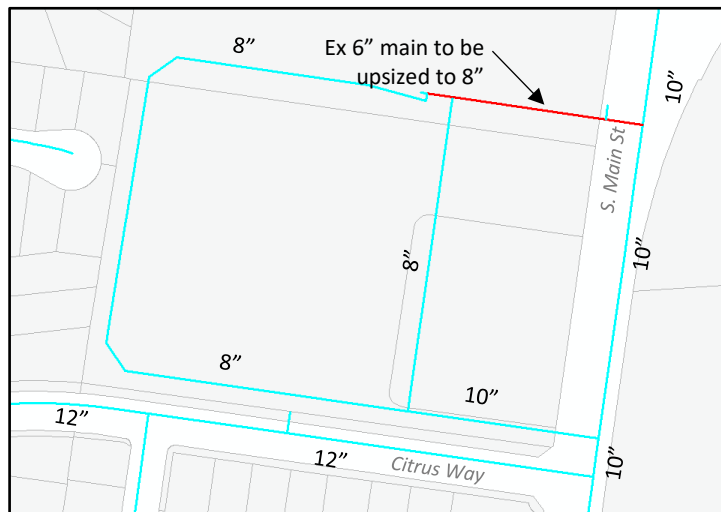 8”
Ex 6” main to be
upsized to 8”
10”
S. Main St
10”
8”
8”
10”
12”
12”
Citrus Way
10”